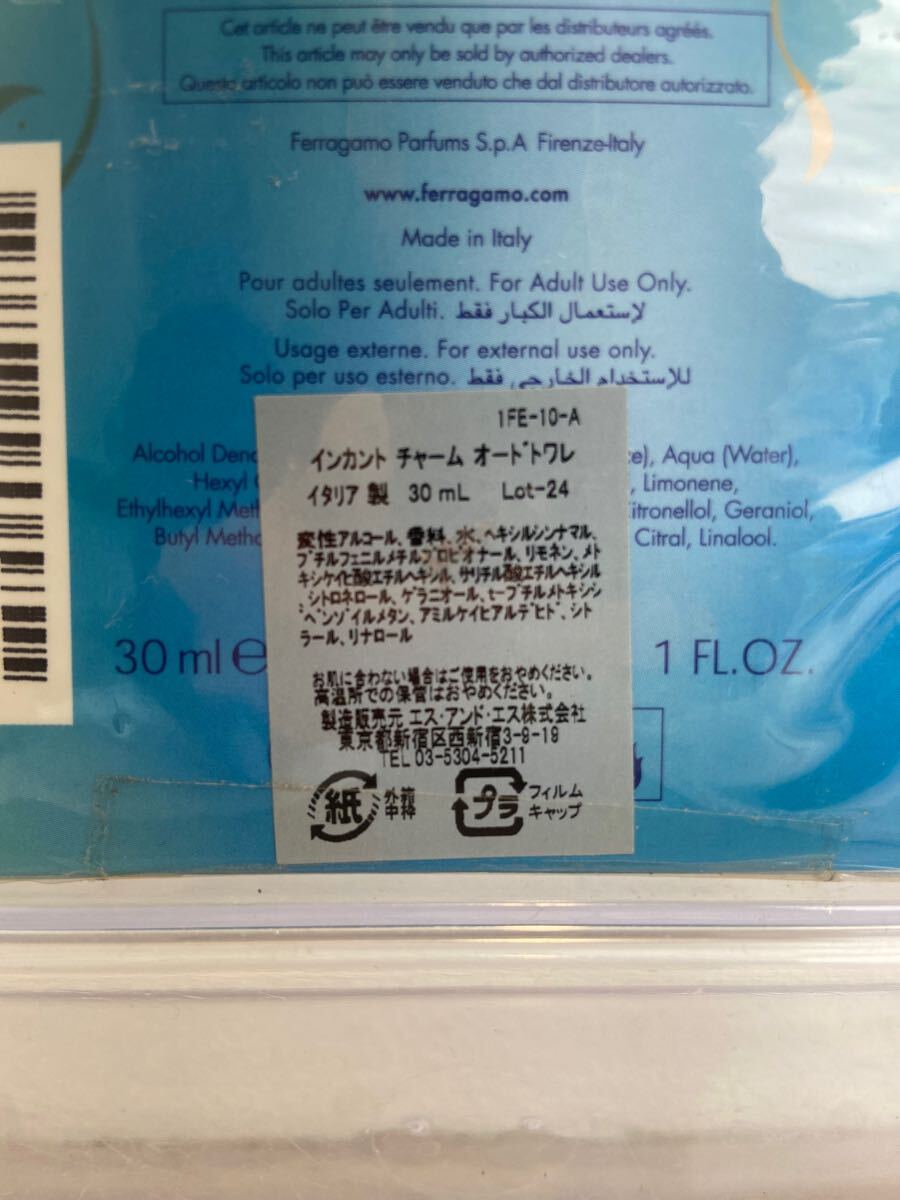 Cet article ne peut être vendu que par les distributeurs agréés.
This article may only be sold by authorized dealers.
Questo articolo non può essere venduto che dal distributore autorizzato.
Ferragamo Parfums S.p.A Firenze-Italy
www.ferragamo.com
Made in Italy
Pour adultes seulement. For Adult Use Only.
Solo Per Adulti. لإستعمال الكبار فقط
Usage externe. For external use only.
Solo per uso esterno. للإستخدام الخارجي فقط
1FE-10-A
インカント チャーム オードトワレ
イタリア製 30 mL Lot-24
変性アルコール、香料、水、ヘキシルシンナマル、
ブチルフェニルメチルプロピオナール、リモネン、メト
キシケイヒ酸エチルヘキシル、サリチル酸エチルヘキシル
、シトロネロール、ゲラニオール、t-ブチルメトキシジ
ベンゾイルメタン、アミルケイヒアルデヒド、シト
ラール、リナロール
お肌に合わない場合はご使用をおやめください。
高温所での保管はおやめください。
製造販売元 エス・アンド・エス株式会社
東京都新宿区西新宿3-9-19
TEL 03-5304-5211
紙 外箱
中枠
プラ フィルム
キャップ
Alcohol Aqua (Water),
Hexyl Limonene,
Ethylhexyl Geraniol,
Butyl Citral, Linalool.
30 ml e 1 FL.OZ.